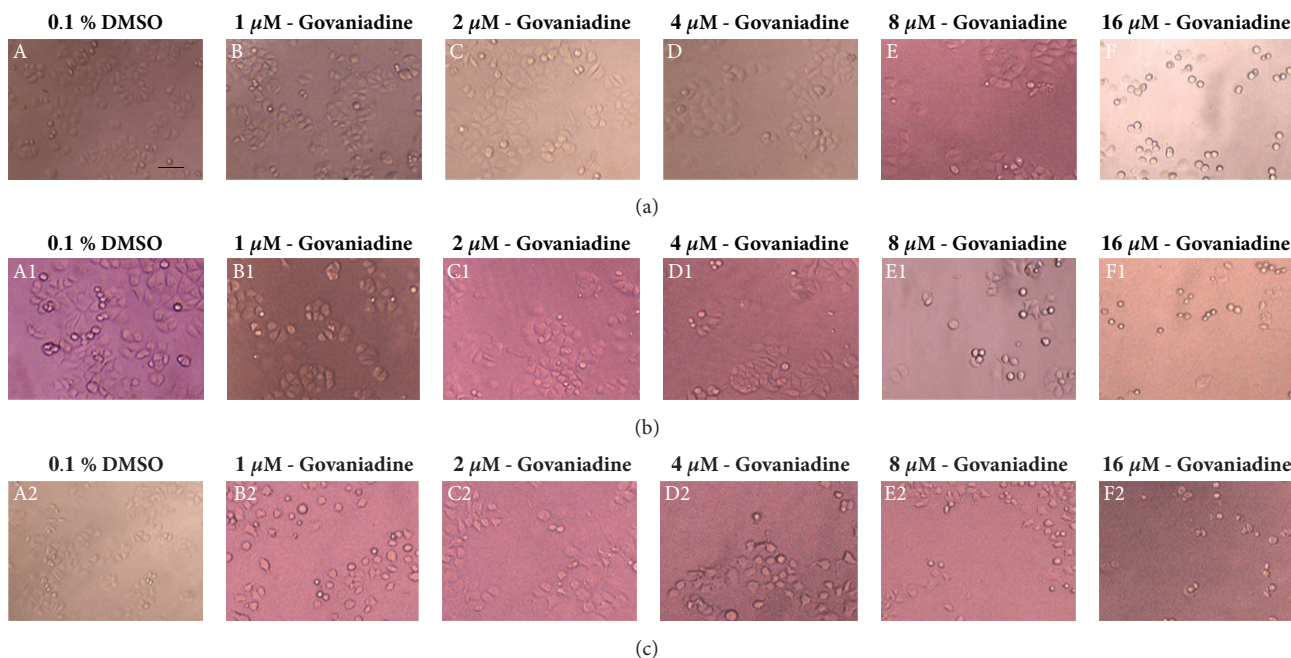 0.1 % DMSO 1 μM - Govaniadine 2 μM - Govaniadine 4 μM - Govaniadine 8 μM - Govaniadine 16 μM - Govaniadine
A B C D E F
(a)
0.1 % DMSO 1 μM - Govaniadine 2 μM - Govaniadine 4 μM - Govaniadine 8 μM - Govaniadine 16 μM - Govaniadine
A1 B1 C1 D1 E1 F1
(b)
0.1 % DMSO 1 μM - Govaniadine 2 μM - Govaniadine 4 μM - Govaniadine 8 μM - Govaniadine 16 μM - Govaniadine
A2 B2 C2 D2 E2 F2
(c)